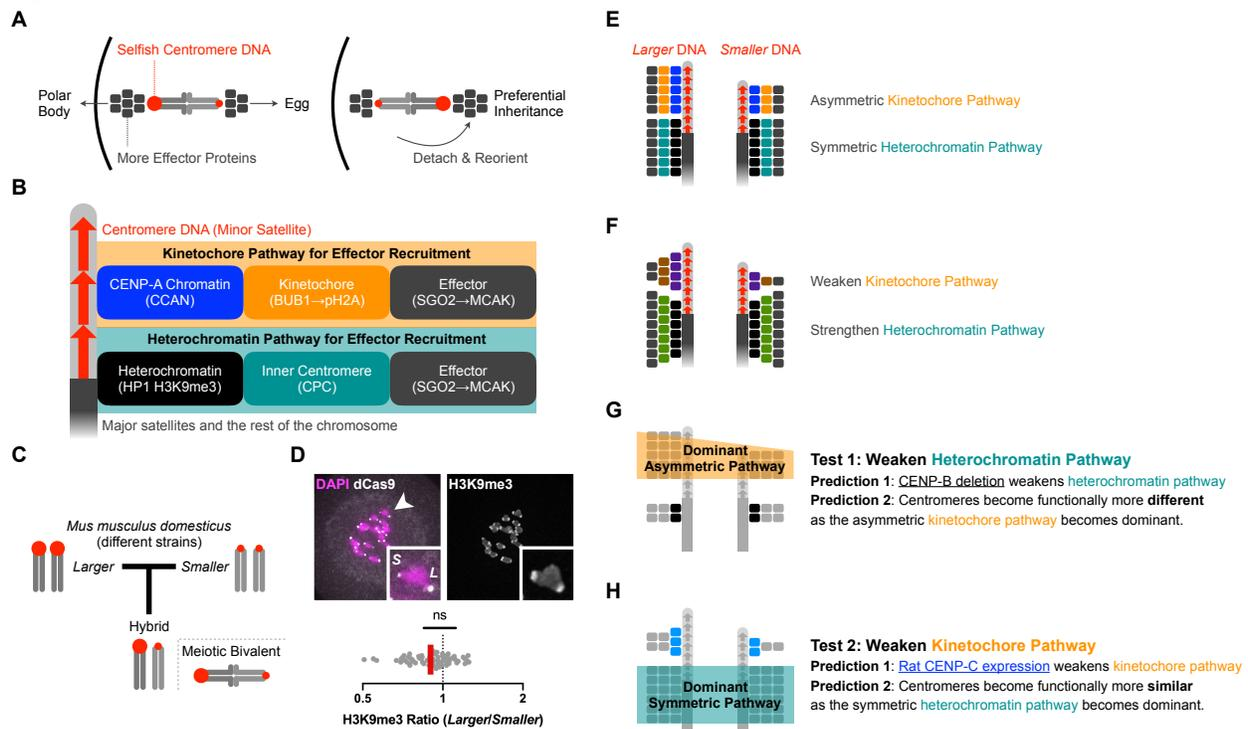 A
Selfish Centromere DNA
Polar
Body
Egg
More Effector Proteins
Preferential
Inheritance
Detach & Reorient
B
Centromere DNA (Minor Satellite)
Kinetochore Pathway for Effector Recruitment
CENP-A Chromatin
(CCAN)
Kinetochore
(BUB1→pH2A)
Effector
(SGO2→MCAK)
Heterochromatin Pathway for Effector Recruitment
Heterochromatin
(HP1 H3K9me3)
Inner Centromere
(CPC)
Effector
(SGO2→MCAK)
Major satellites and the rest of the chromosome
C
Mus musculus domesticus
(different strains)
Larger
Smaller
Hybrid
Meiotic Bivalent
D
DAPI dCas9
H3K9me3
S
L
ns
0.5
1
2
H3K9me3 Ratio (Larger/Smaller)
E
Larger DNA
Smaller DNA
Asymmetric Kinetochore Pathway
Symmetric Heterochromatin Pathway
F
Weaken Kinetochore Pathway
Strengthen Heterochromatin Pathway
G
Dominant
Asymmetric Pathway
Test 1: Weaken Heterochromatin Pathway
Prediction 1: CENP-B deletion weakens heterochromatin pathway
Prediction 2: Centromeres become functionally more different
as the asymmetric kinetochore pathway becomes dominant.
H
Dominant
Symmetric Pathway
Test 2: Weaken Kinetochore Pathway
Prediction 1: Rat CENP-C expression weakens kinetochore pathway
Prediction 2: Centromeres become functionally more similar
as the symmetric heterochromatin pathway becomes dominant.